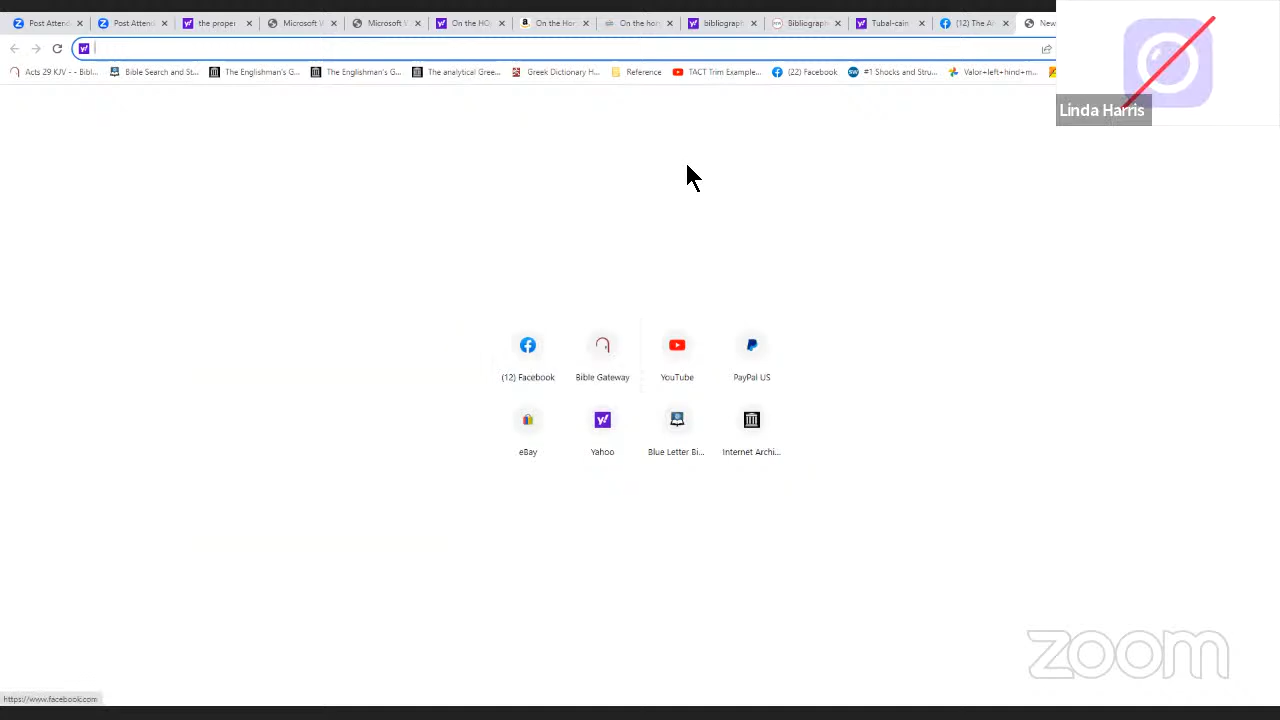 Post Attend the proper Microsoft V Microsoft V On the HO On the Hor On the hor bibliograph Bibliograph Tubal-cain (12) The A New
Linda Harris
Acts 29 KJV - - Bibl... Bible Search and St... The Englishman's G... The Englishman's G... The analytical Gree... Greek Dictionary H... Reference TACT Trim Example... (22) Facebook #1 Shocks and Stru... Valor+left+hind+m...
(12) Facebook Bible Gateway YouTube PayPal US
eBay Yahoo Blue Letter Bi... Internet Archi...
zoom
https://www.facebook.com